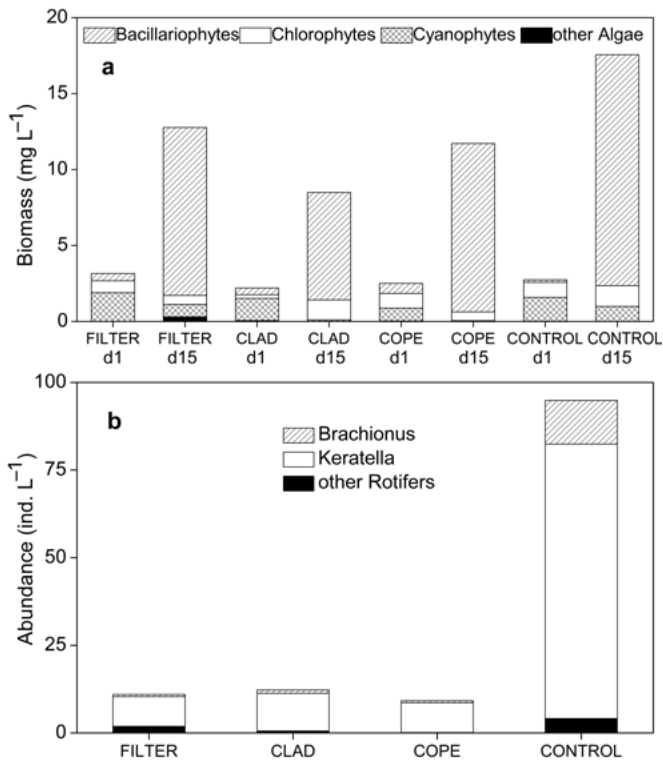 20
Bacillariophytes Chlorophytes Cyanophytes other Algae
a
15
Biomass (mg L⁻¹)
10
5
0
FILTER FILTER CLAD CLAD COPE COPE CONTROL CONTROL
d1 d15 d1 d15 d1 d15 d1 d15
100
b
Brachionus
Keratella
other Rotifers
75
Abundance (ind. L⁻¹)
50
25
0
FILTER CLAD COPE CONTROL